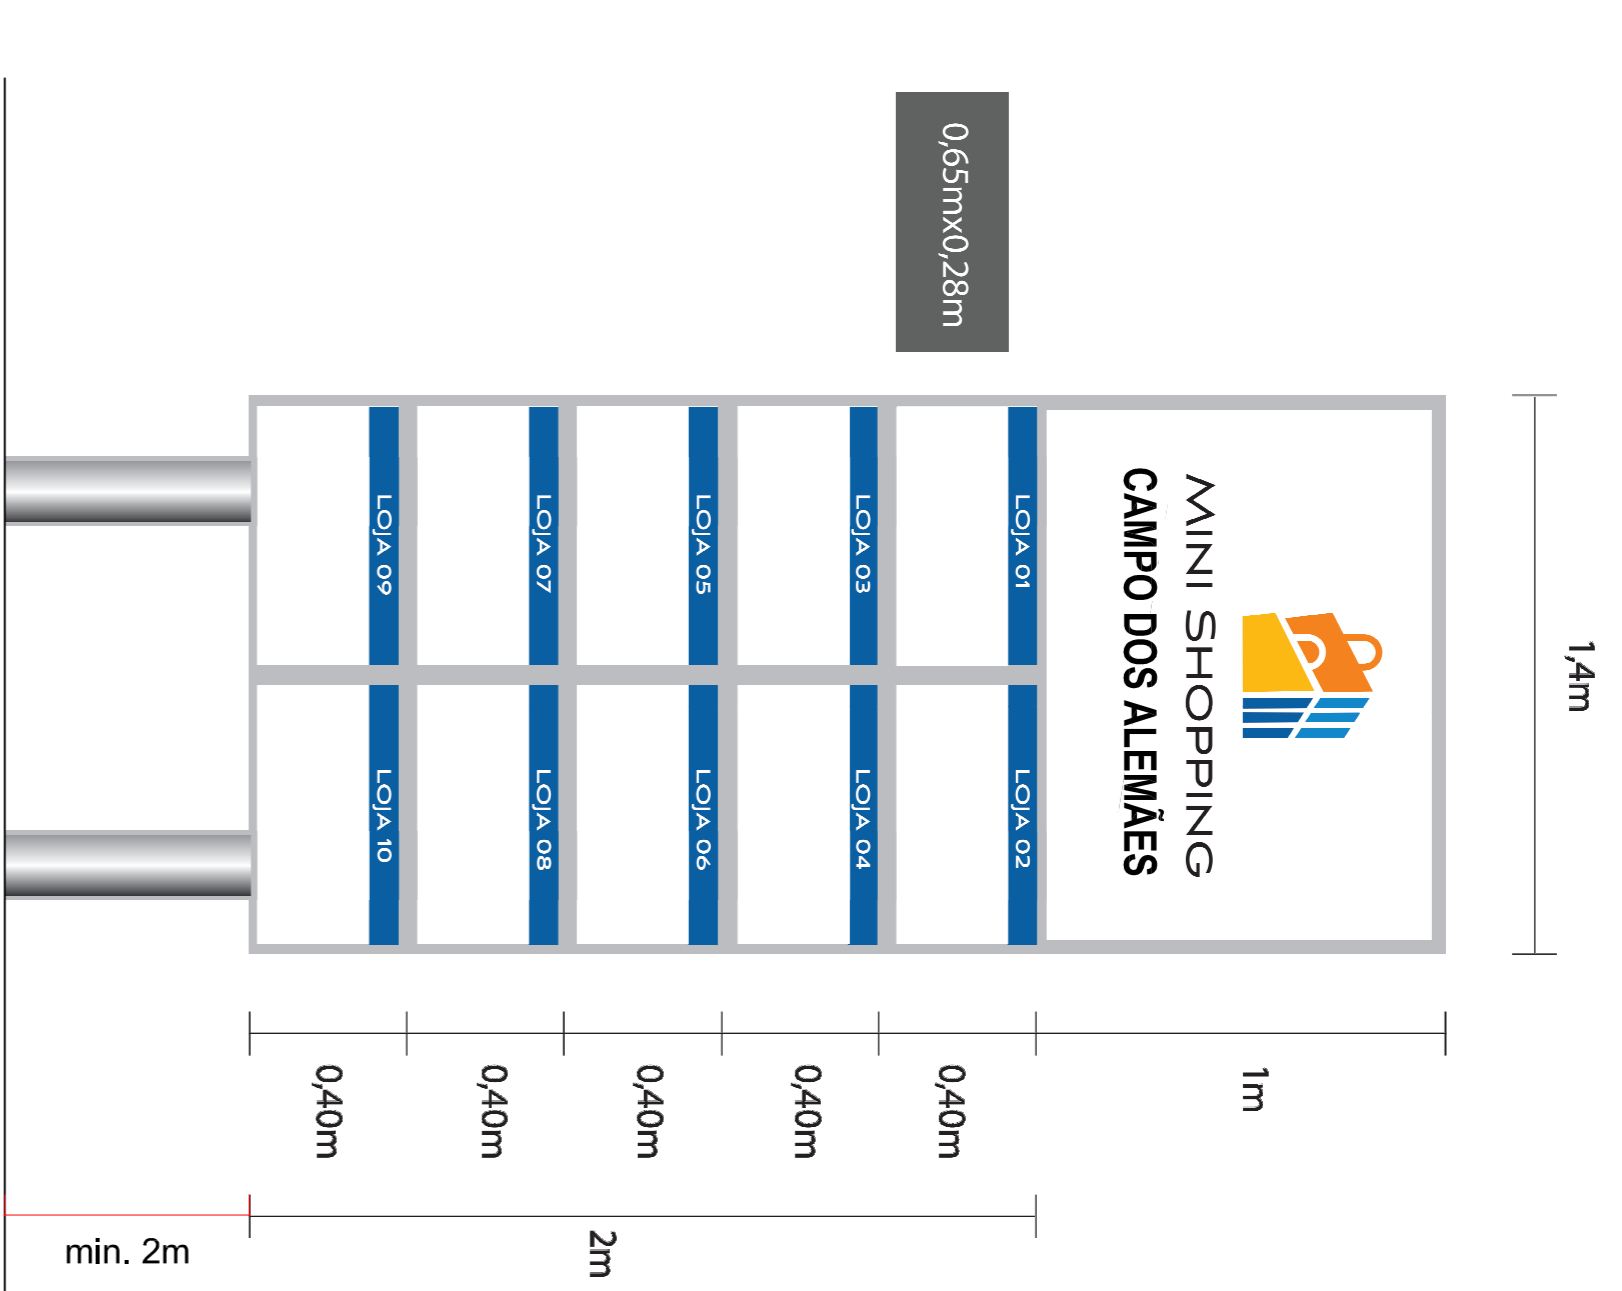 1,4m
MINI SHOPPING
CAMPO DOS ALEMÃES
1m
0,65mx0,28m
LOJA 01
LOJA 02
0,40m
LOJA 03
LOJA 04
0,40m
LOJA 05
LOJA 06
0,40m
LOJA 07
LOJA 08
0,40m
LOJA 09
LOJA 10
0,40m
2m
min. 2m